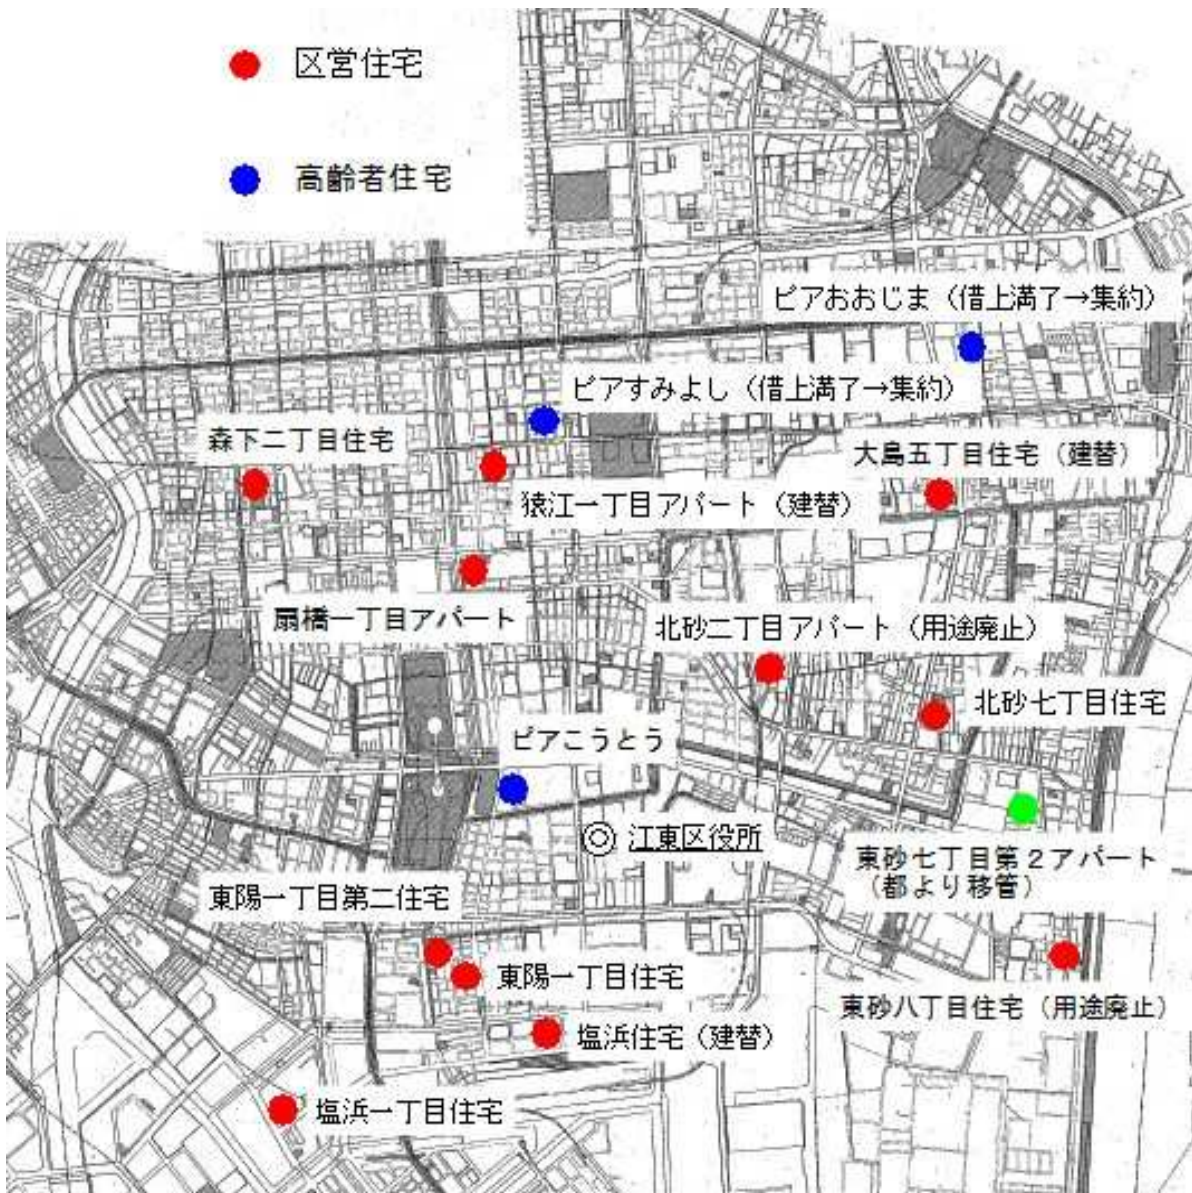 区営住宅
高齢者住宅
ピアおおじま（借上満了→集約）
ピアすみよし（借上満了→集約）
森下二丁目住宅
大島五丁目住宅（建替）
猿江一丁目アパート（建替）
扇橋一丁目アパート
北砂二丁目アパート（用途廃止）
北砂七丁目住宅
ピアこうとう
◎ 江東区役所
東砂七丁目第２アパート
（都より移管）
東陽一丁目第二住宅
東陽一丁目住宅
東砂八丁目住宅（用途廃止）
塩浜住宅（建替）
塩浜一丁目住宅